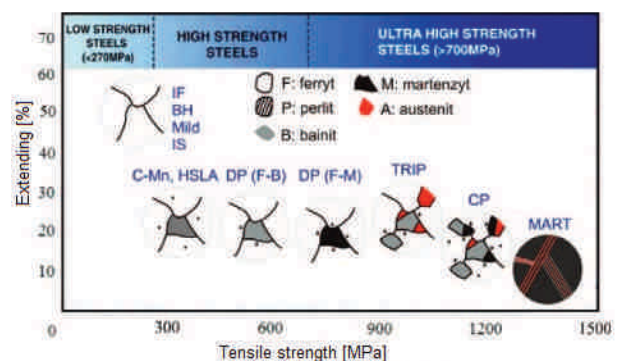 LOW STRENGTH
STEELS
(<270MPa)
HIGH STRENGTH
STEELS
ULTRA HIGH STRENGTH
STEELS (>700MPa)
70
60
50
40
30
20
10
0
Extending [%]
F: ferryt
P: perlit
B: bainit
M: martenzyt
A: austenit
IF
BH
Mild
IS
C-Mn, HSLA
DP (F-B)
DP (F-M)
TRIP
CP
MART
300
600
900
1200
1500
Tensile strength [MPa]